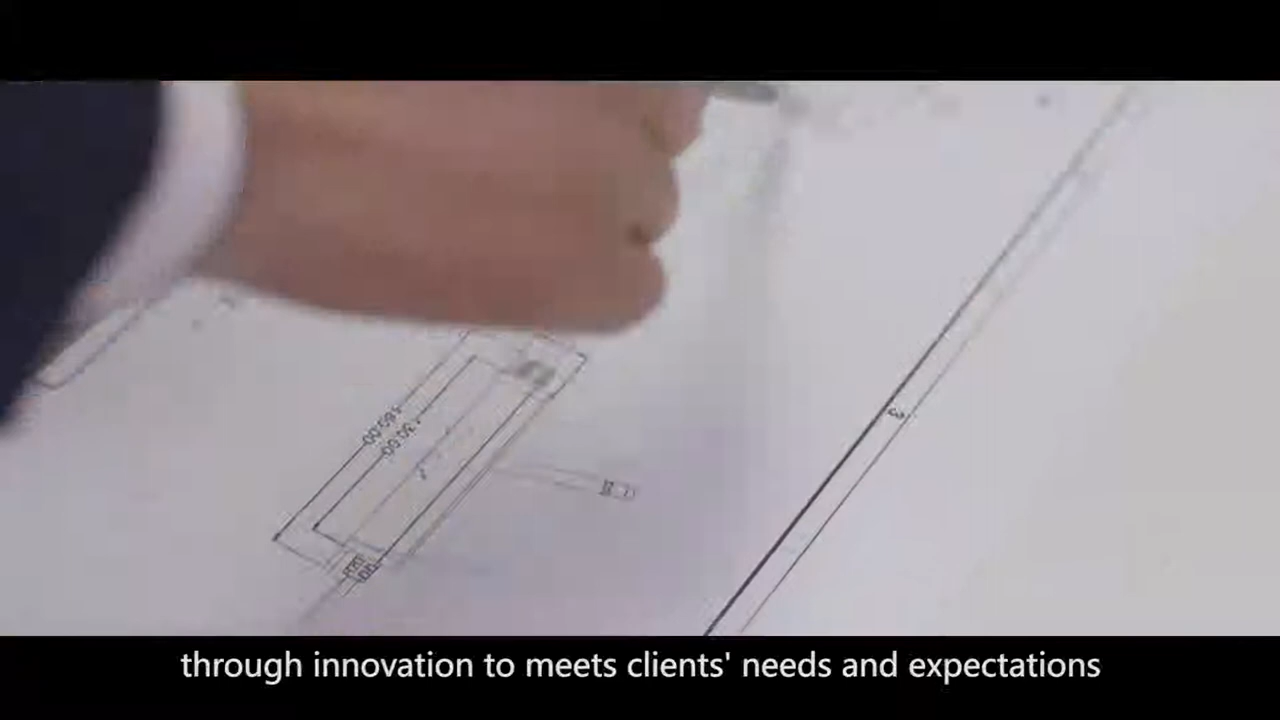 through innovation to meets clients' needs and expectations